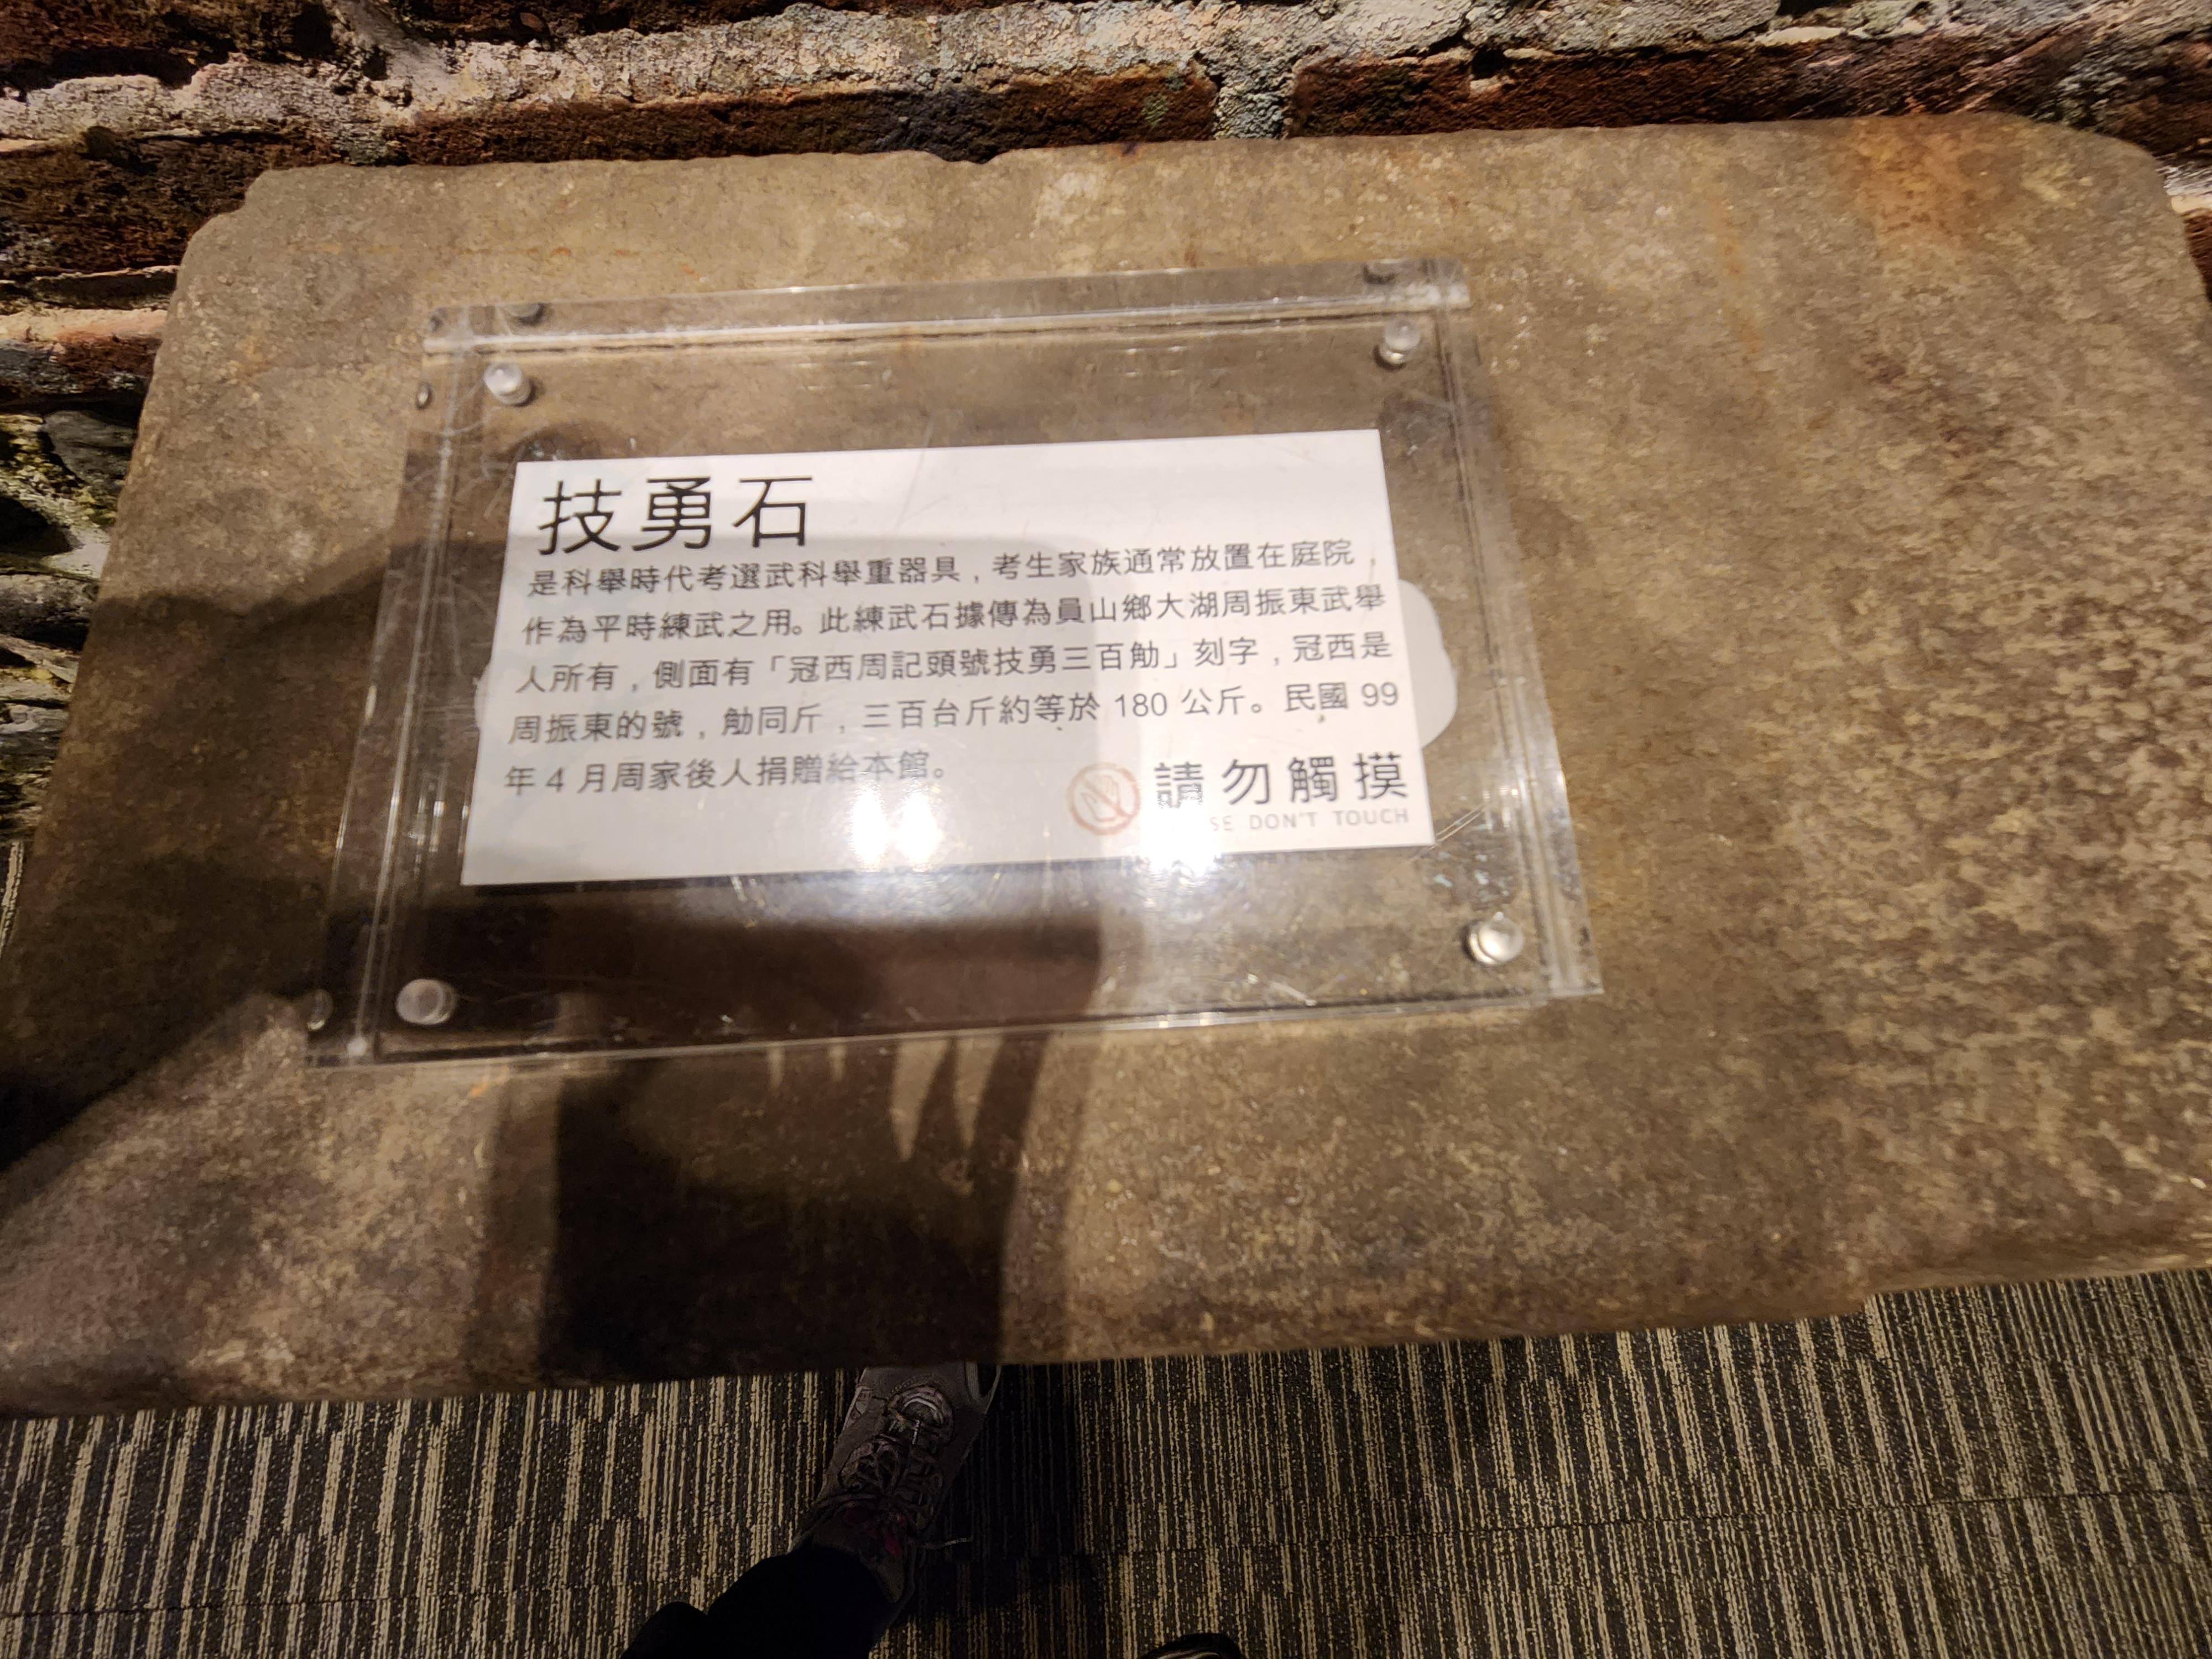 技勇石
是科舉時代考選武科舉重器具，考生家族通常放置在庭院，
作為平時練武之用。此練武石據傳為員山鄉大湖周振東武舉
人所有，側面有「冠西周記頭號技勇三百觔」刻字，冠西是
周振東的號，觔同斤，三百台斤約等於 180 公斤。民國 99
年 4 月周家後人捐贈給本館。
請勿觸摸
DON'T TOUCH